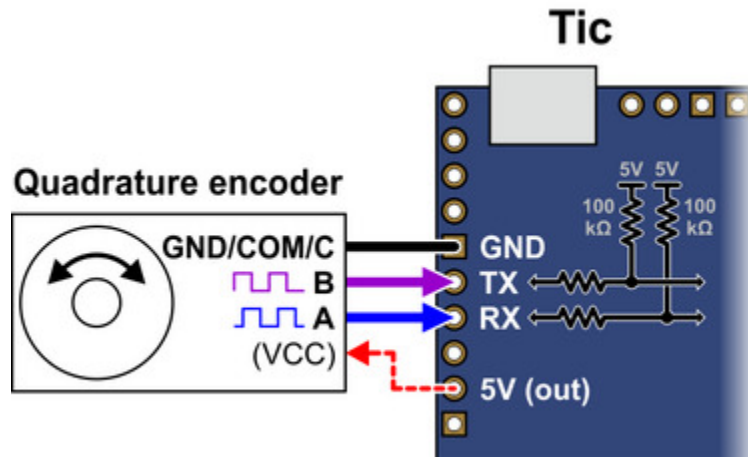 Tic
Quadrature encoder
GND/COM/C
B
A
(VCC)
5V 5V
100
kΩ
100
kΩ
GND
TX
RX
5V (out)